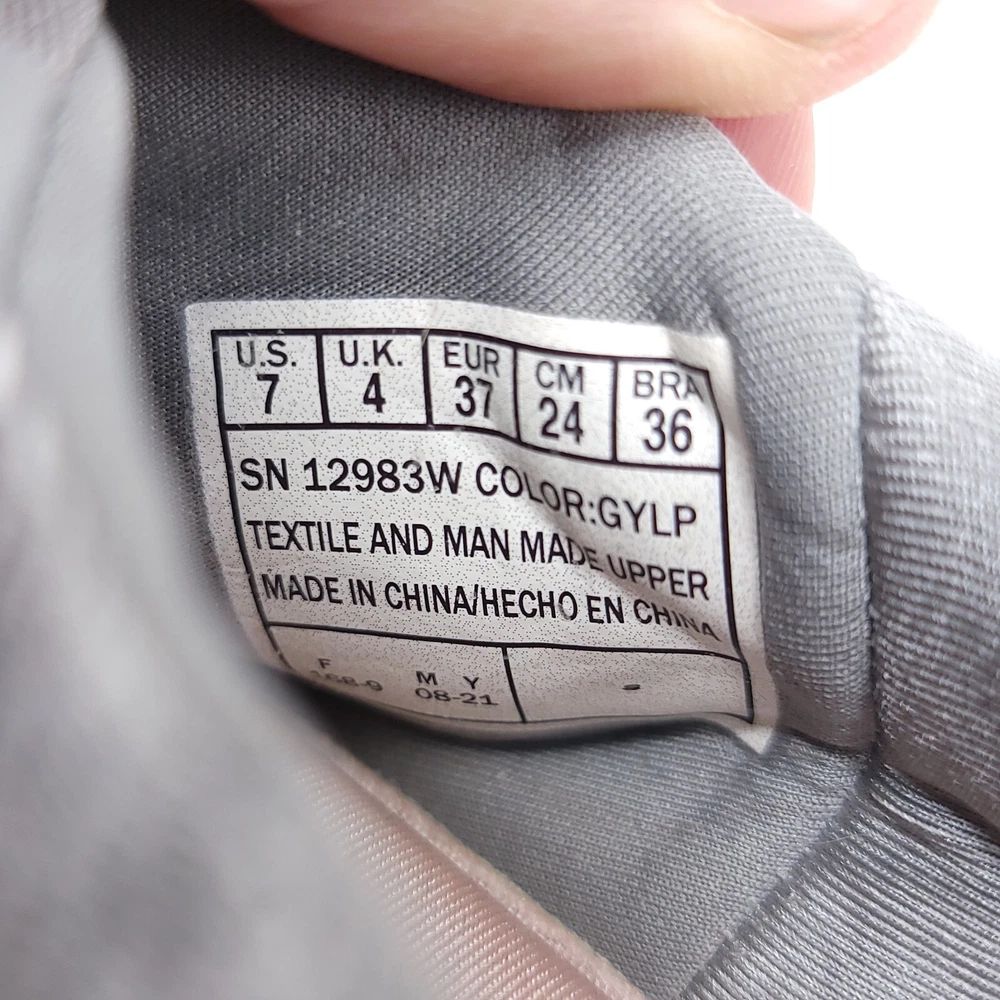 U.S. U.K. EUR CM BRA
7 4 37 24 36
SN 12983W COLOR:GYLP
TEXTILE AND MAN MADE UPPER
MADE IN CHINA/HECHO EN CHINA
F M Y
08-21 -